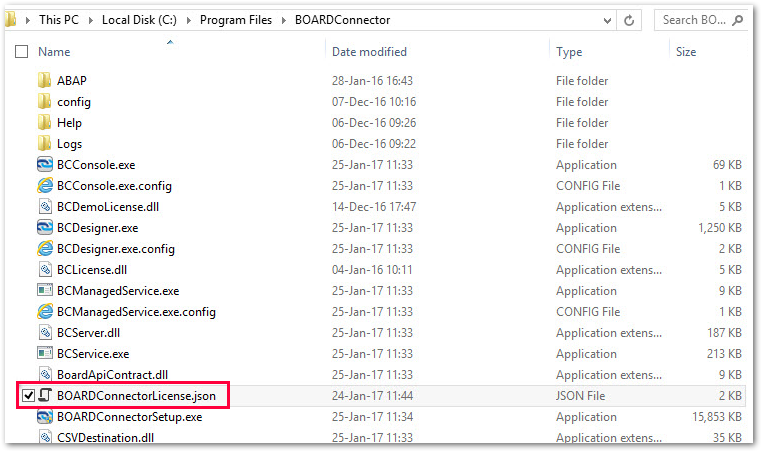 This PC > Local Disk (C:) > Program Files > BOARDConnector Search BO...
Name Date modified Type Size
ABAP 28-Jan-16 16:43 File folder
config 07-Dec-16 10:16 File folder
Help 06-Dec-16 09:26 File folder
Logs 06-Dec-16 09:22 File folder
BCConsole.exe 25-Jan-17 11:33 Application 69 KB
BCConsole.exe.config 25-Jan-17 11:33 CONFIG File 1 KB
BCDemoLicense.dll 14-Dec-16 17:47 Application extens... 5 KB
BCDesigner.exe 25-Jan-17 11:33 Application 1,250 KB
BCDesigner.exe.config 25-Jan-17 11:33 CONFIG File 2 KB
BCLicense.dll 04-Jan-16 10:11 Application extens... 5 KB
BCManagedService.exe 25-Jan-17 11:33 Application 9 KB
BCManagedService.exe.config 25-Jan-17 11:33 CONFIG File 1 KB
BCServer.dll 25-Jan-17 11:33 Application extens... 187 KB
BCService.exe 25-Jan-17 11:33 Application 213 KB
BoardApiContract.dll 25-Jan-17 11:33 Application extens... 9 KB
BOARDConnectorLicense.json 24-Jan-17 11:44 JSON File 2 KB
BOARDConnectorSetup.exe 25-Jan-17 11:34 Application 15,853 KB
CSVDestination.dll 25-Jan-17 11:33 Application extens... 35 KB